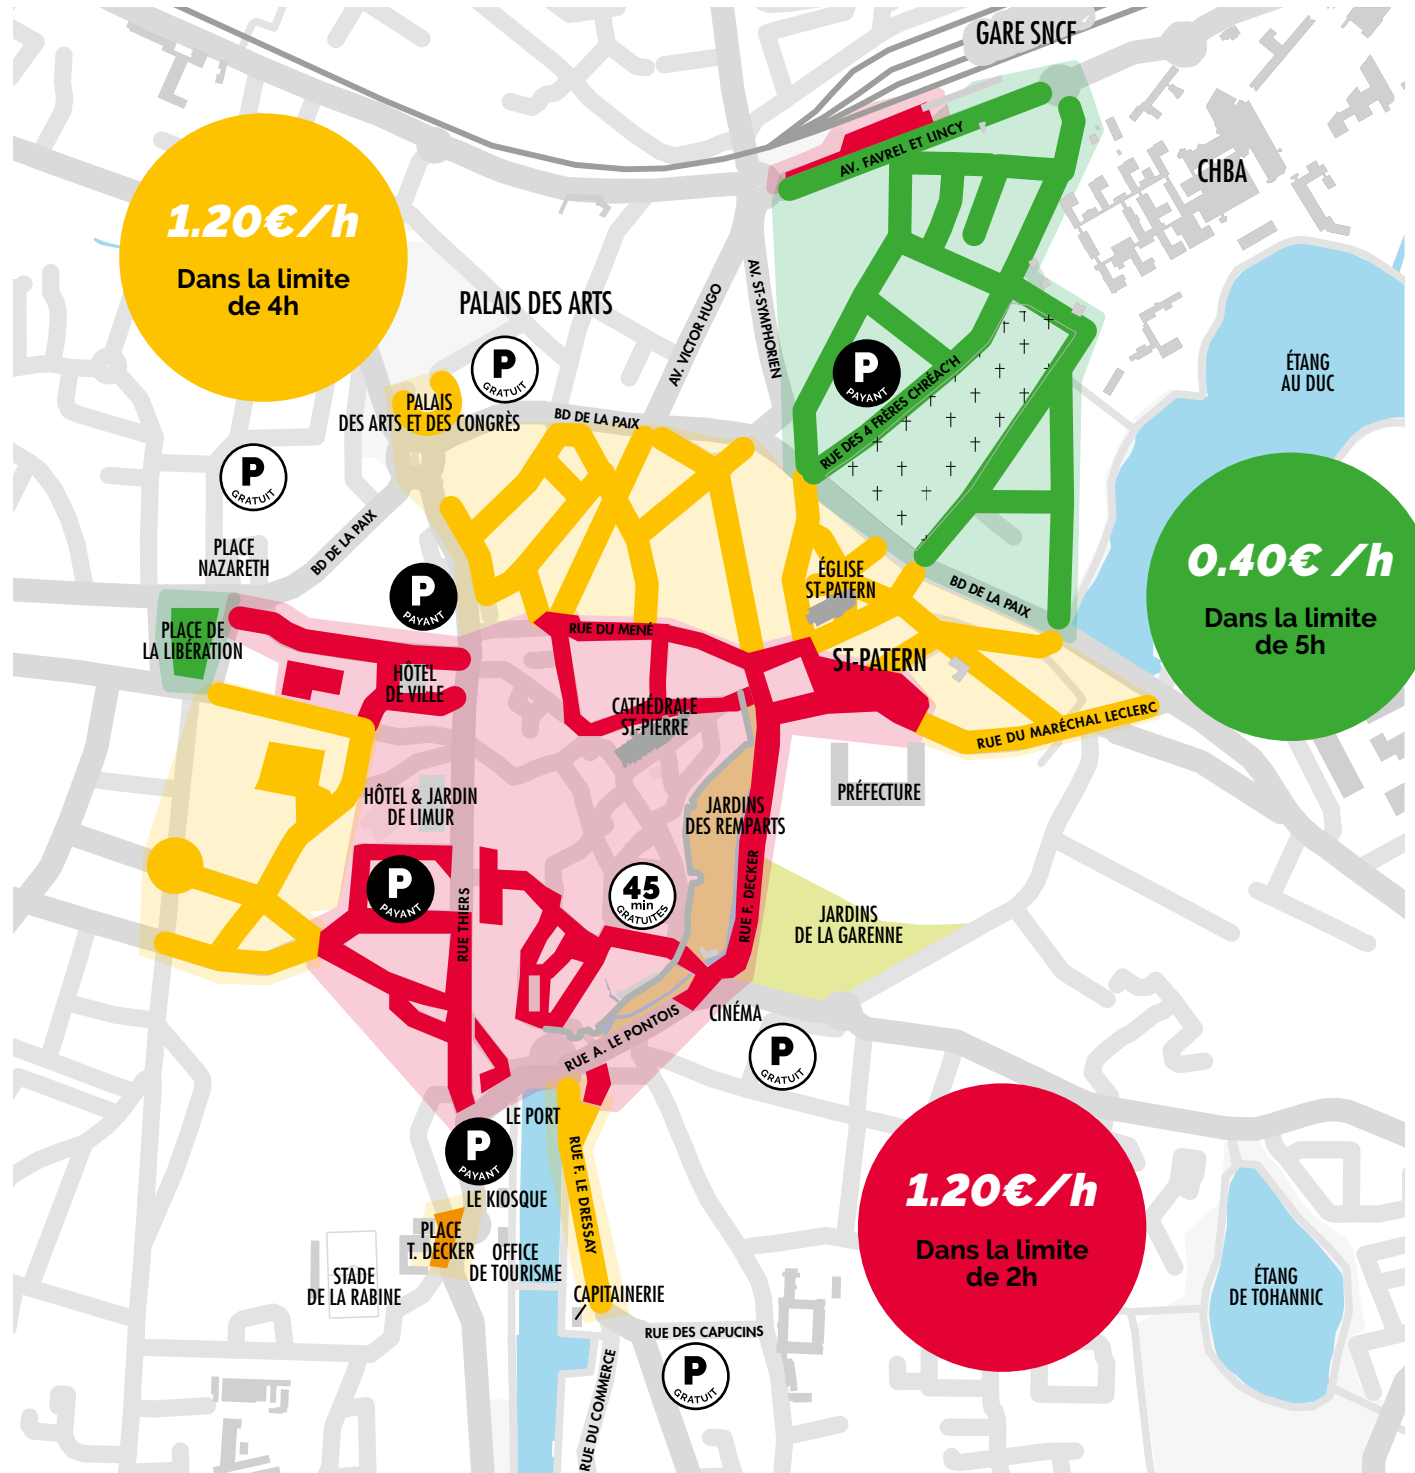 GARE SNCF
AV. FAVREL ET LINCY
CHBA
1.20€/h
Dans la limite
de 4h
PALAIS DES ARTS
P
GRATUIT
AV. VICTOR HUGO
AV. ST-SYMPHORIEN
P
PAYANT
RUE DES 4 FRÈRES CHRÉAC'H
ÉTANG
AU DUC
PALAIS
DES ARTS ET DES CONGRÈS
BD DE LA PAIX
P
GRATUIT
PLACE
NAZARETH
BD DE LA PAIX
P
PAYANT
ÉGLISE
ST-PATERN
BD DE LA PAIX
0.40€ /h
Dans la limite
de 5h
PLACE DE
LA LIBÉRATION
RUE DU MENÉ
HÔTEL
DE VILLE
ST-PATERN
CATHÉDRALE
ST-PIERRE
RUE DU MARÉCHAL LECLERC
HÔTEL & JARDIN
DE LIMUR
JARDINS
DES REMPARTS
PRÉFECTURE
P
PAYANT
45
min
GRATUITES
RUE THIERS
RUE F. DECKER
JARDINS
DE LA GARENNE
CINÉMA
RUE A. LE PONTOIS
P
GRATUIT
LE PORT
P
PAYANT
RUE F. LE DRESSAY
LE KIOSQUE
PLACE
T. DECKER
OFFICE
DE TOURISME
STADE
DE LA RABINE
CAPITAINERIE
1.20€/h
Dans la limite
de 2h
ÉTANG
DE TOHANNIC
RUE DES CAPUCINS
P
GRATUIT
RUE DU COMMERCE